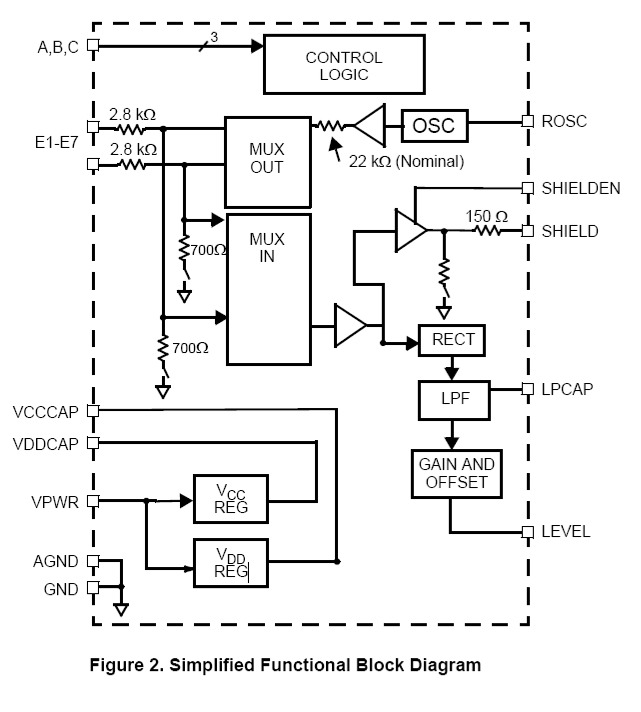 A,B,C
3
CONTROL
LOGIC
2.8 kΩ
E1-E7
2.8 kΩ
MUX
OUT
OSC
ROSC
22 kΩ (Nominal)
SHIELDEN
150 Ω
SHIELD
MUX
IN
700Ω
700Ω
RECT
LPF
LPCAP
VCCCAP
VDDCAP
GAIN AND
OFFSET
VPWR
VCC
REG
LEVEL
VDD
REG
AGND
GND
Figure 2. Simplified Functional Block Diagram